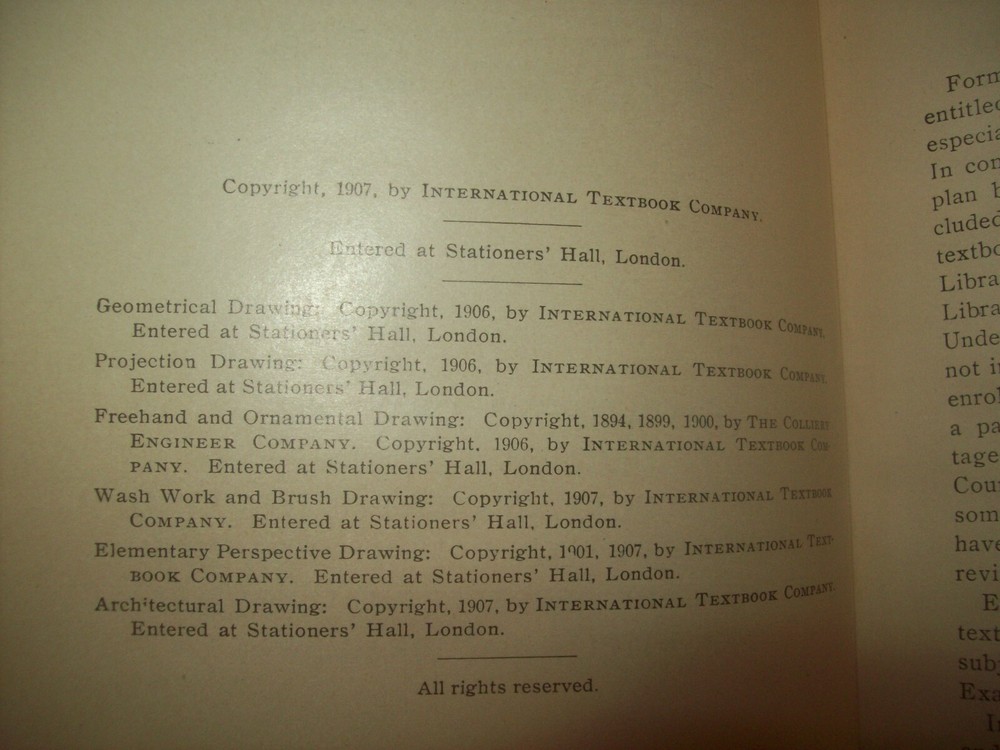 Copyright, 1907, by INTERNATIONAL TEXTBOOK COMPANY.
Entered at Stationers' Hall, London.
Geometrical Drawing: Copyright, 1906, by INTERNATIONAL TEXTBOOK COMPANY.
Entered at Stationers' Hall, London.
Projection Drawing: Copyright, 1906, by INTERNATIONAL TEXTBOOK COMPANY.
Entered at Stationers' Hall, London.
Freehand and Ornamental Drawing: Copyright, 1894, 1899, 1900, by THE COLLIERY
ENGINEER COMPANY. Copyright, 1906, by INTERNATIONAL TEXTBOOK COM-
PANY. Entered at Stationers' Hall, London.
Wash Work and Brush Drawing: Copyright, 1907, by INTERNATIONAL TEXTBOOK
COMPANY. Entered at Stationers' Hall, London.
Elementary Perspective Drawing: Copyright, 1901, 1907, by INTERNATIONAL TEXT-
BOOK COMPANY. Entered at Stationers' Hall, London.
Architectural Drawing: Copyright, 1907, by INTERNATIONAL TEXTBOOK COMPANY.
Entered at Stationers' Hall, London.
All rights reserved.
Form
entitled
especia
In con
plan b
cluded
textbo
Libra
Libra
Unde
not i
enrol
a pa
tage
Cour
som
have
revi
E
text
sub
Exa